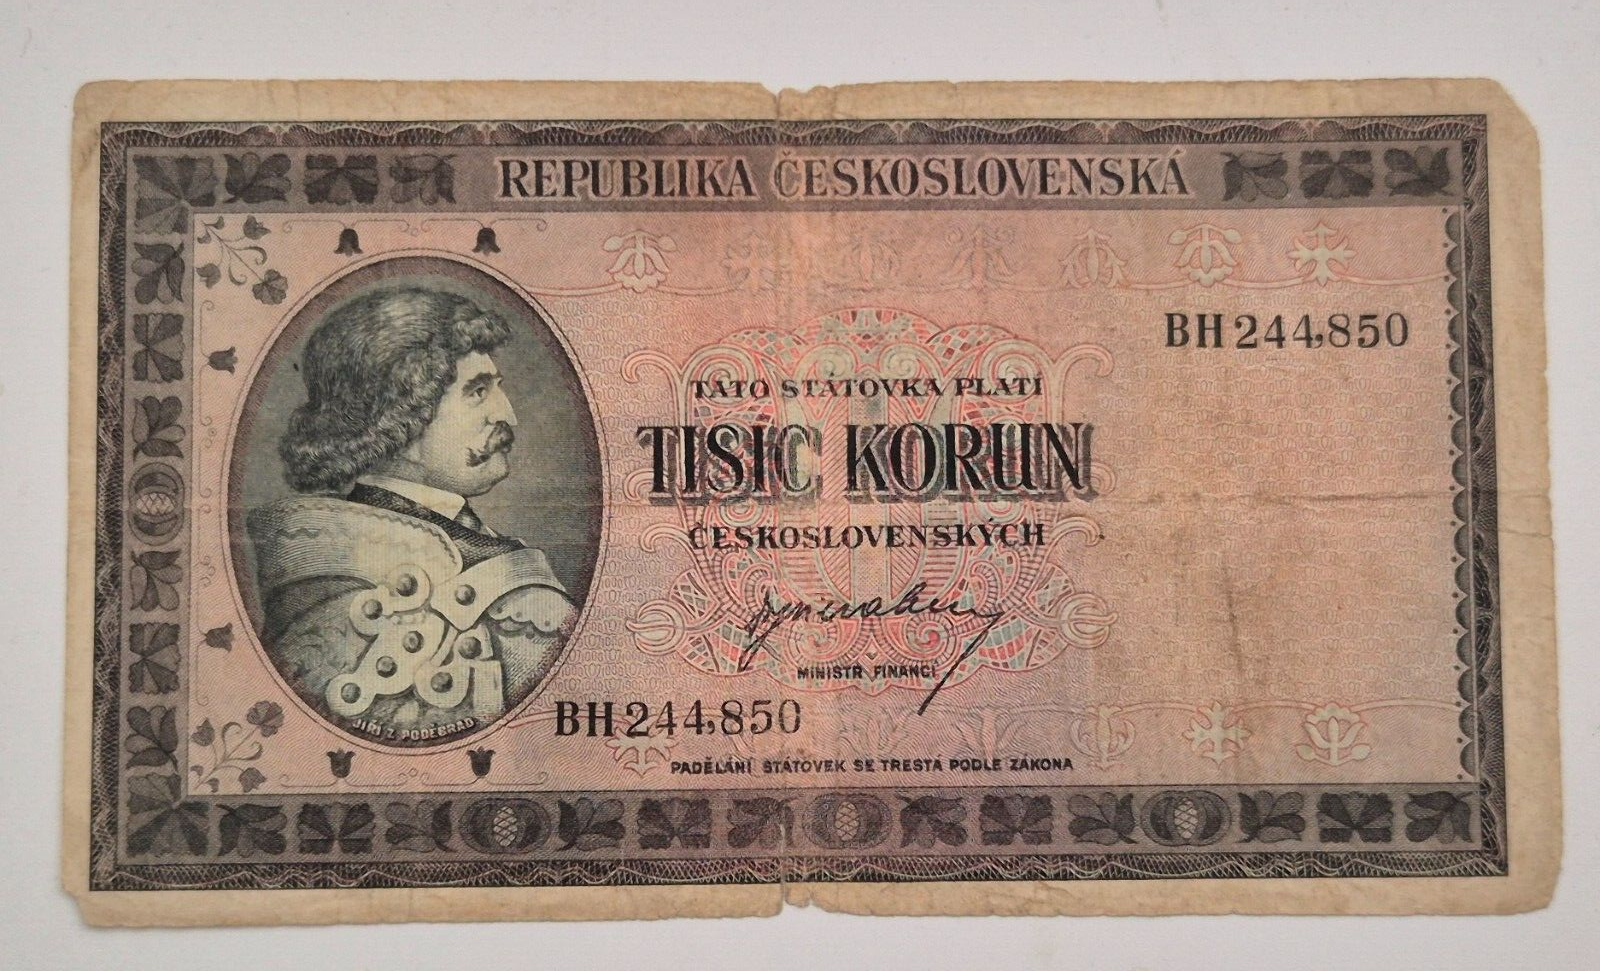 REPUBLIKA ČESKOSLOVENSKÁ
BH 244,850
TATO STÁTOVKA PLATÍ
TISÍC KORUN
ČESKOSLOVENSKÝCH
MINISTR FINANCÍ
BH 244,850
JIŘÍ Z PODĚBRAD
PADĚLÁNÍ STÁTOVEK SE TRESTÁ PODLE ZÁKONA